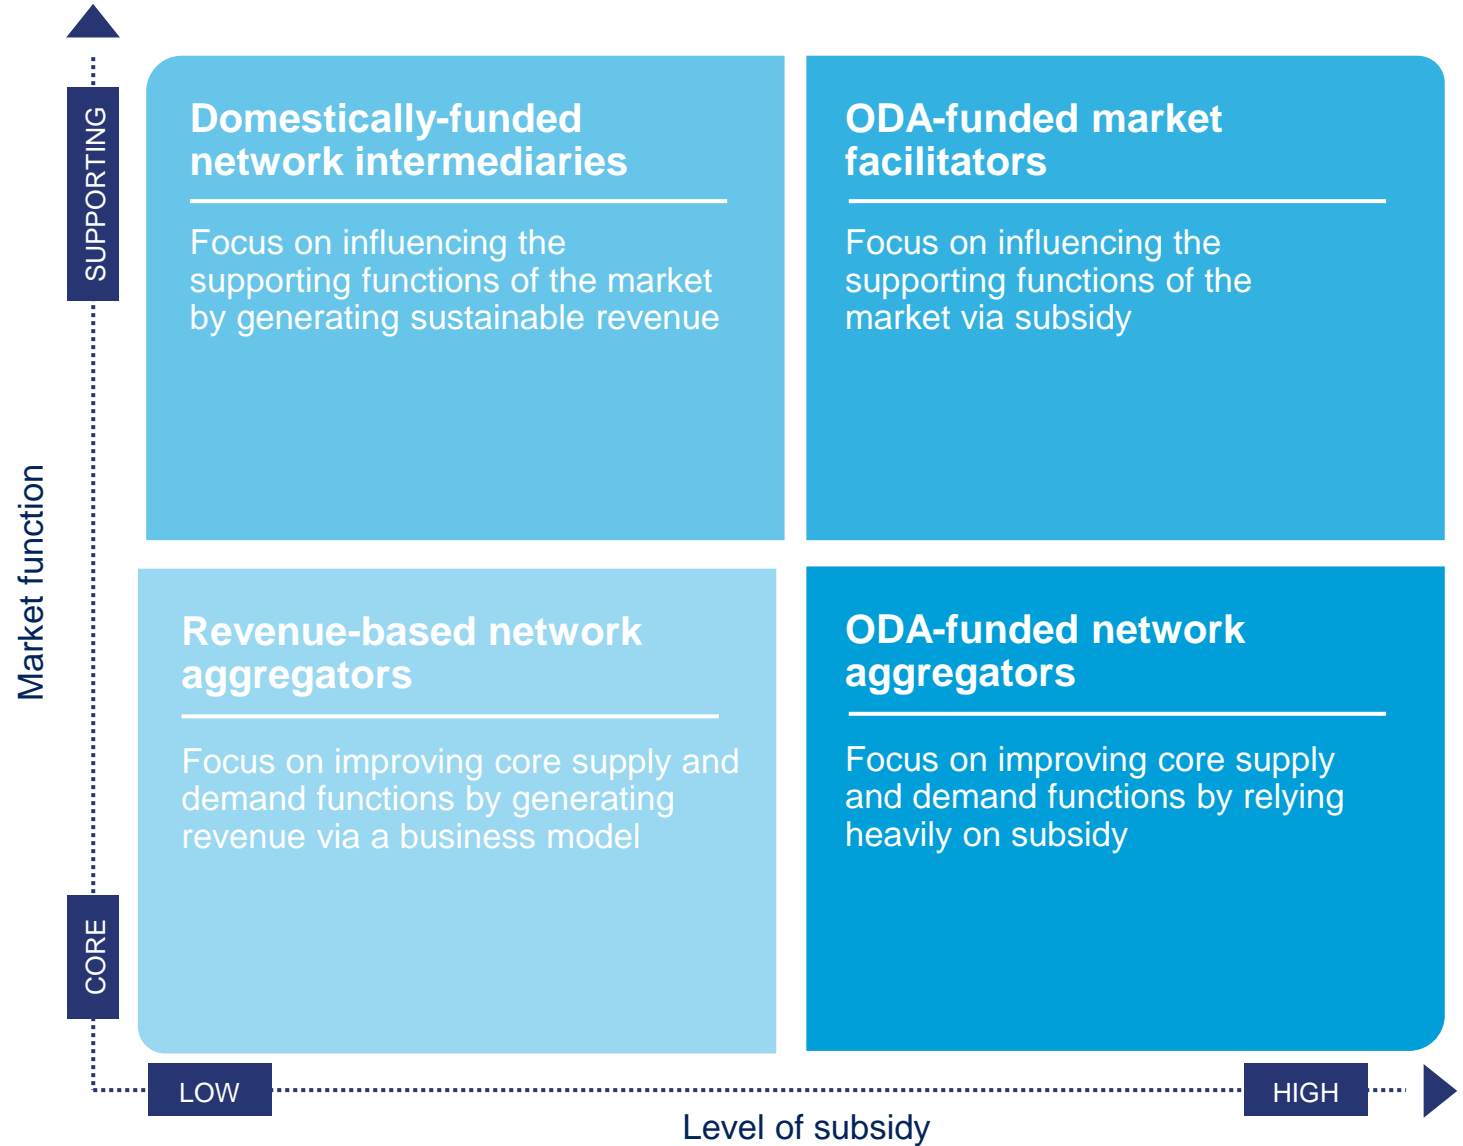 SUPPORTING
Domestically-funded
network intermediaries
Focus on influencing the
supporting functions of the market
by generating sustainable revenue
ODA-funded market
facilitators
Focus on influencing the
supporting functions of the
market via subsidy
Market function
Revenue-based network
aggregators
Focus on improving core supply and
demand functions by generating
revenue via a business model
ODA-funded network
aggregators
Focus on improving core supply
and demand functions by relying
heavily on subsidy
CORE
LOW
HIGH
Level of subsidy